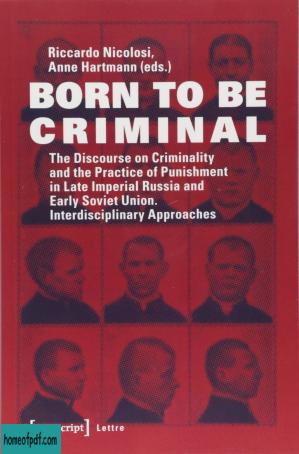 Riccardo Nicolosi,
Anne Hartmann (eds.)
BORN TO BE
CRIMINAL
The Discourse on Criminality
and the Practice of Punishment
in Late Imperial Russia and
Early Soviet Union.
Interdisciplinary Approaches
script] Lettre
homeofpdf.com